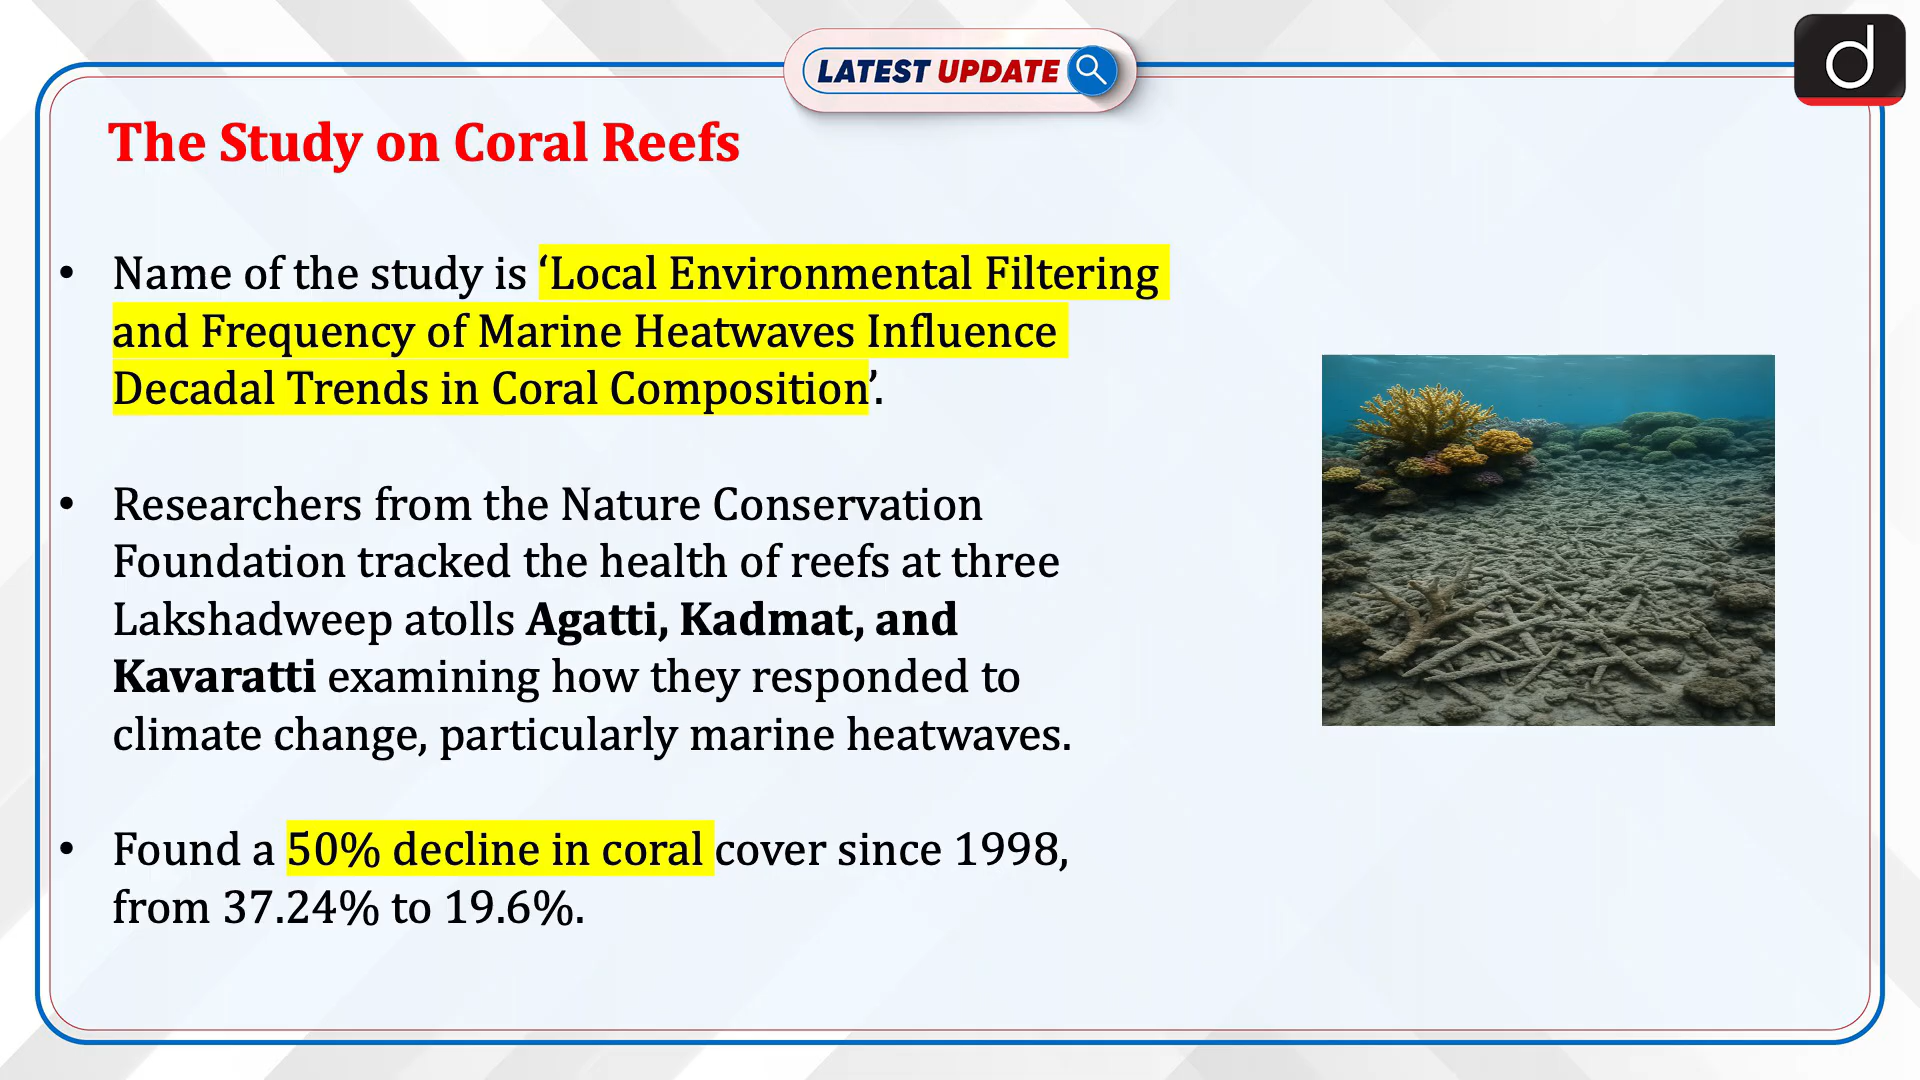 LATEST UPDATE
d
The Study on Coral Reefs
• Name of the study is ‘Local Environmental Filtering
and Frequency of Marine Heatwaves Influence
Decadal Trends in Coral Composition’.
• Researchers from the Nature Conservation
Foundation tracked the health of reefs at three
Lakshadweep atolls Agatti, Kadmat, and
Kavaratti examining how they responded to
climate change, particularly marine heatwaves.
• Found a 50% decline in coral cover since 1998,
from 37.24% to 19.6%.